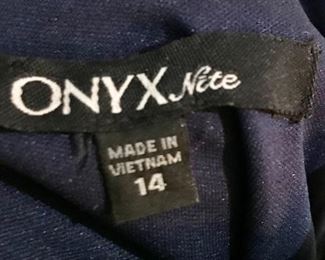 ONYX Nite
MADE IN
VIETNAM
14